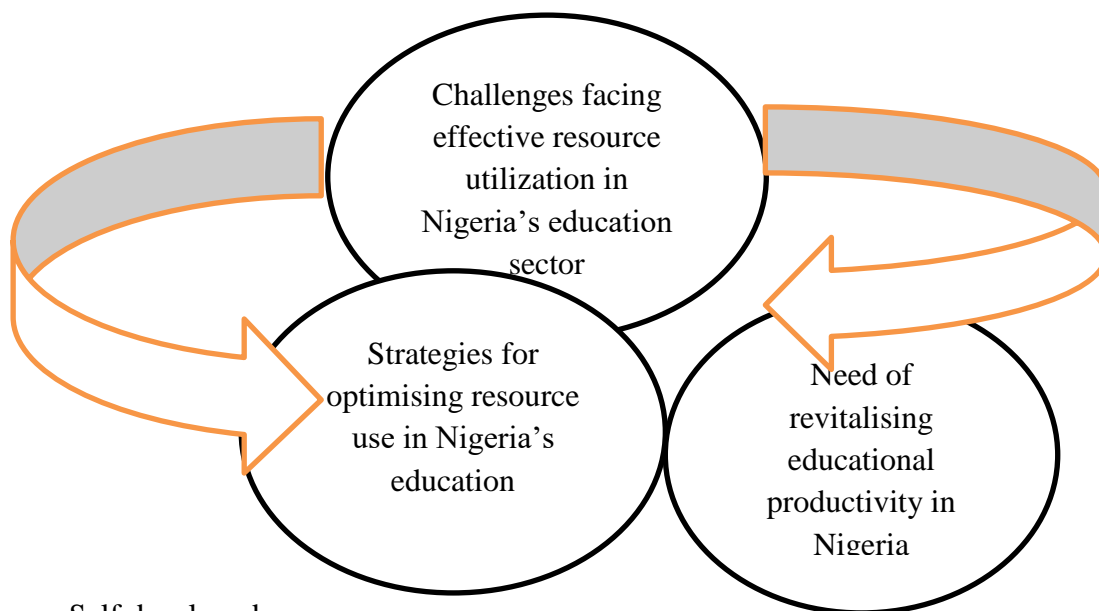 Challenges facing
effective resource
utilization in
Nigeria’s education
sector
Strategies for
optimising resource
use in Nigeria’s
education
Need of
revitalising
educational
productivity in
Nigeria